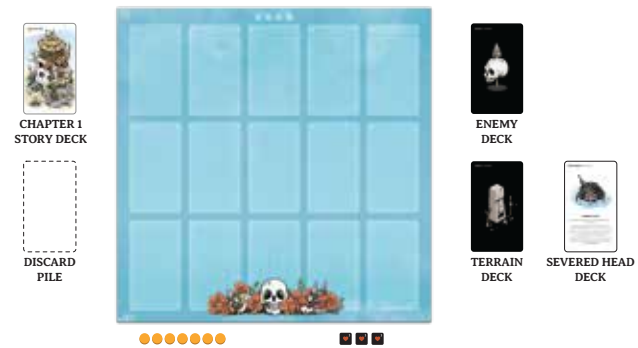 CHAPTER 1
STORY DECK
ENEMY
DECK
DISCARD
PILE
TERRAIN
DECK
SEVERED HEAD
DECK